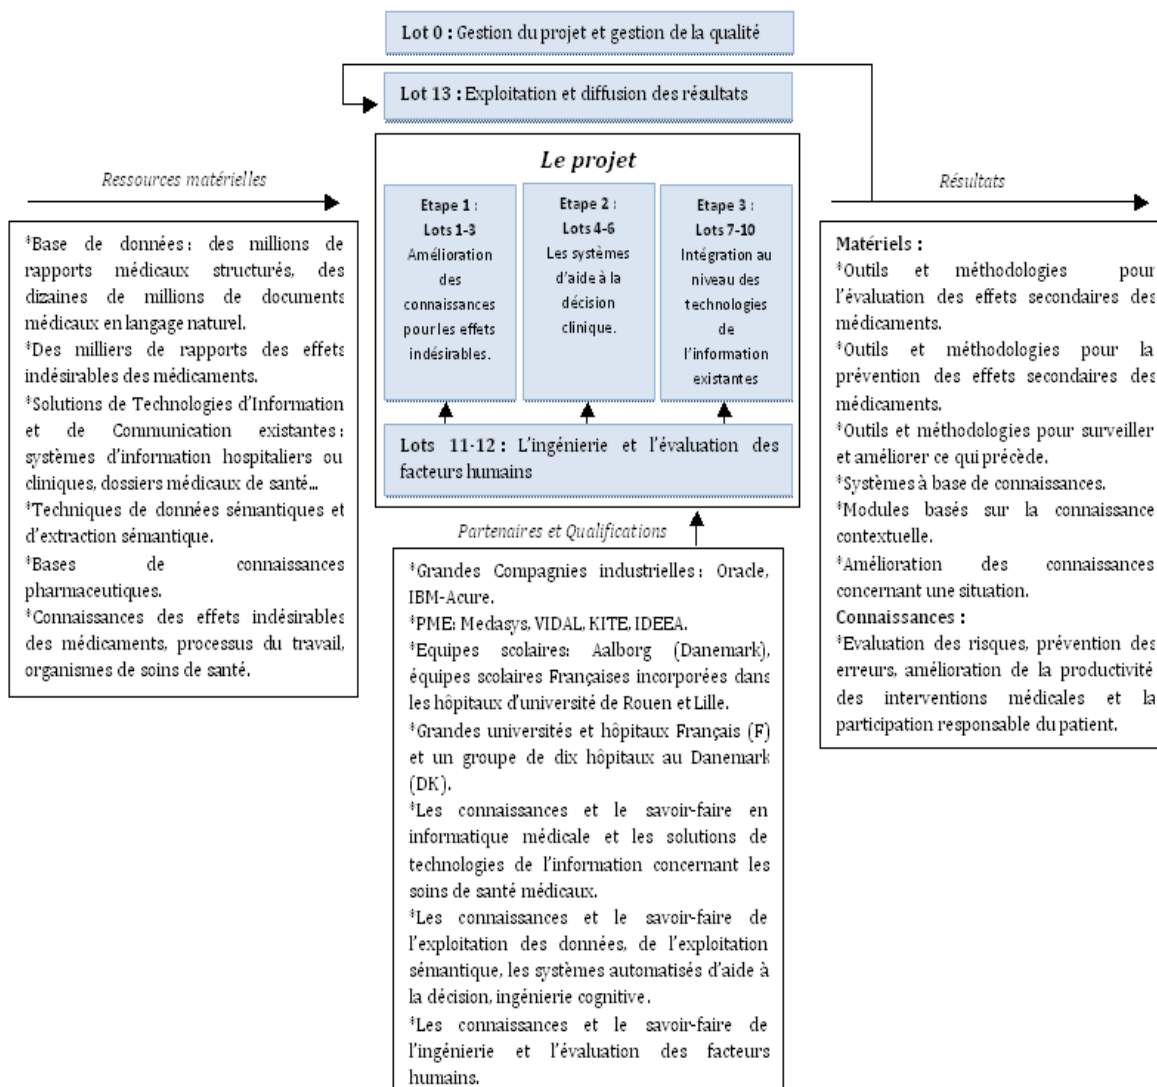 Lot 0 : Gestion du projet et gestion de la qualité
Lot 13 : Exploitation et diffusion des résultats
Le projet
Ressources matérielles
Résultats
Etape 1 :
Lots 1-3
Amélioration
des
connaissances
pour les effets
indésirables.
Etape 2 :
Lots 4-6
Les systèmes
d'aide à la
décision
clinique.
Etape 3 :
Lots 7-10
Intégration au
niveau des
technologies
de
l'information
existantes
Lots 11-12 : L'ingénierie et l'évaluation des
facteurs humains
*Base de données : des millions de
rapports médicaux structurés, des
dizaines de millions de documents
médicaux en langage naturel.
*Des milliers de rapports des effets
indésirables des médicaments.
*Solutions de Technologies d'Information
et de Communication existantes :
systèmes d'information hospitaliers ou
cliniques, dossiers médicaux de santé...
*Techniques de données sémantiques et
d'extraction sémantique.
*Bases de connaissances
pharmaceutiques.
*Connaissances des effets indésirables
des médicaments, processus du travail,
organismes de soins de santé.
Partenaires et Qualifications
*Grandes Compagnies industrielles : Oracle,
IBM-Acure.
*PME: Medasys, VIDAL, KITE, IDEEA.
*Equipes scolaires: Aalborg (Danemark),
équipes scolaires Françaises incorporées dans
les hôpitaux d'université de Rouen et Lille.
*Grandes universités et hôpitaux Français (F)
et un groupe de dix hôpitaux au Danemark
(DK).
*Les connaissances et le savoir-faire en
informatique médicale et les solutions de
technologies de l'information concernant les
soins de santé médicaux.
*Les connaissances et le savoir-faire de
l'exploitation des données, de l'exploitation
sémantique, les systèmes automatisés d'aide à
la décision, ingénierie cognitive.
*Les connaissances et le savoir-faire de
l'ingénierie et l'évaluation des facteurs
humains.
Matériels :
*Outils et méthodologies pour
l'évaluation des effets secondaires des
médicaments.
*Outils et méthodologies pour la
prévention des effets secondaires des
médicaments.
*Outils et méthodologies pour surveiller
et améliorer ce qui précède.
*Systèmes à base de connaissances.
*Modules basés sur la connaissance
contextuelle.
*Amélioration des connaissances
concernant une situation.
Connaissances :
*Evaluation des risques, prévention des
erreurs, amélioration de la productivité
des interventions médicales et la
participation responsable du patient.